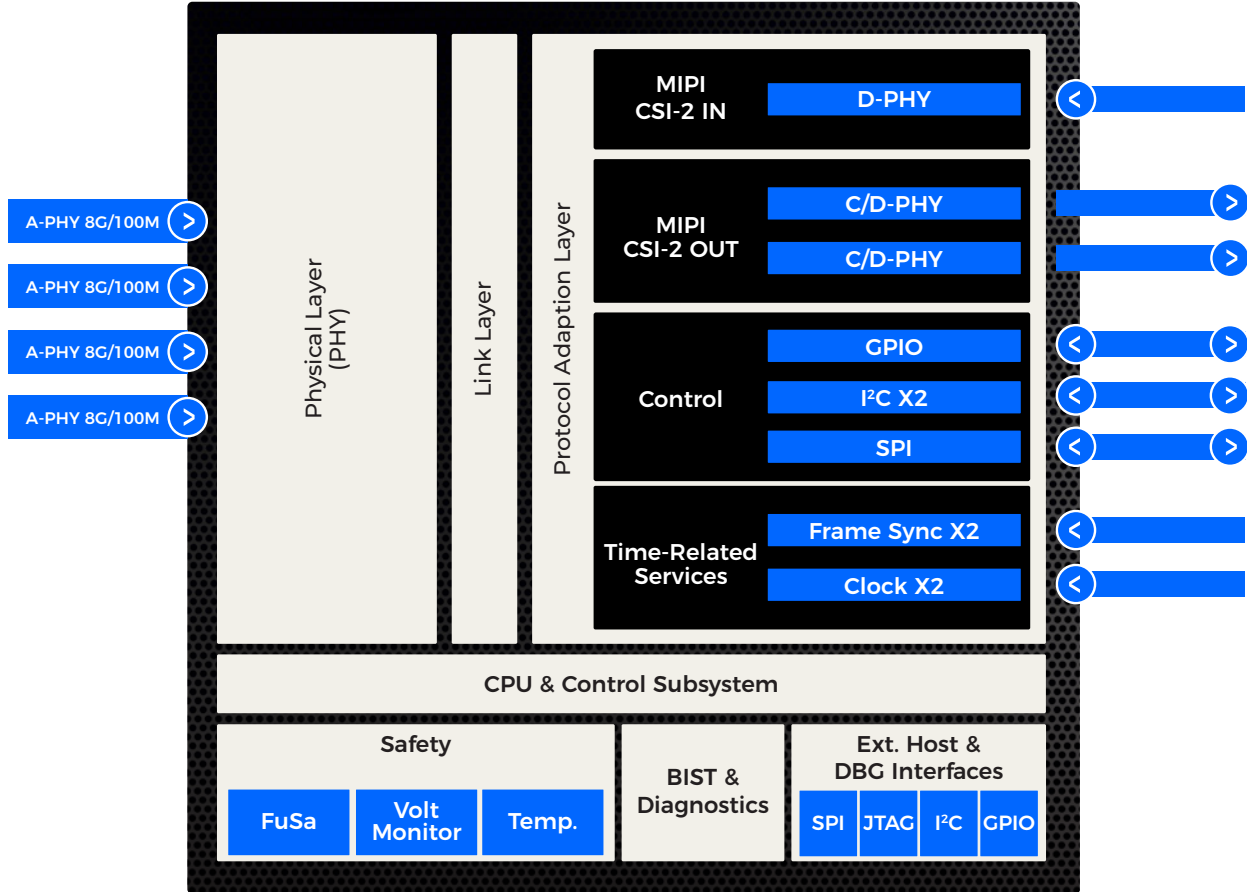 A-PHY 8G/100M
A-PHY 8G/100M
A-PHY 8G/100M
A-PHY 8G/100M
Physical Layer
(PHY)
Link Layer
Protocol Adaption Layer
MIPI
CSI-2 IN
D-PHY
MIPI
CSI-2 OUT
C/D-PHY
C/D-PHY
Control
GPIO
I²C X2
SPI
Time-Related
Services
Frame Sync X2
Clock X2
CPU & Control Subsystem
Safety
FuSa
Volt
Monitor
Temp.
BIST &
Diagnostics
Ext. Host &
DBG Interfaces
SPI
JTAG
I²C
GPIO